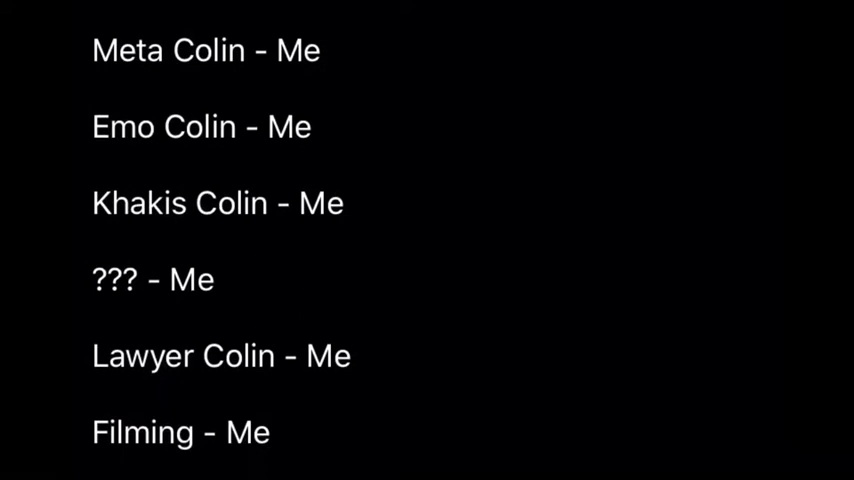 Meta Colin - Me
Emo Colin - Me
Khakis Colin - Me
??? - Me
Lawyer Colin - Me
Filming - Me